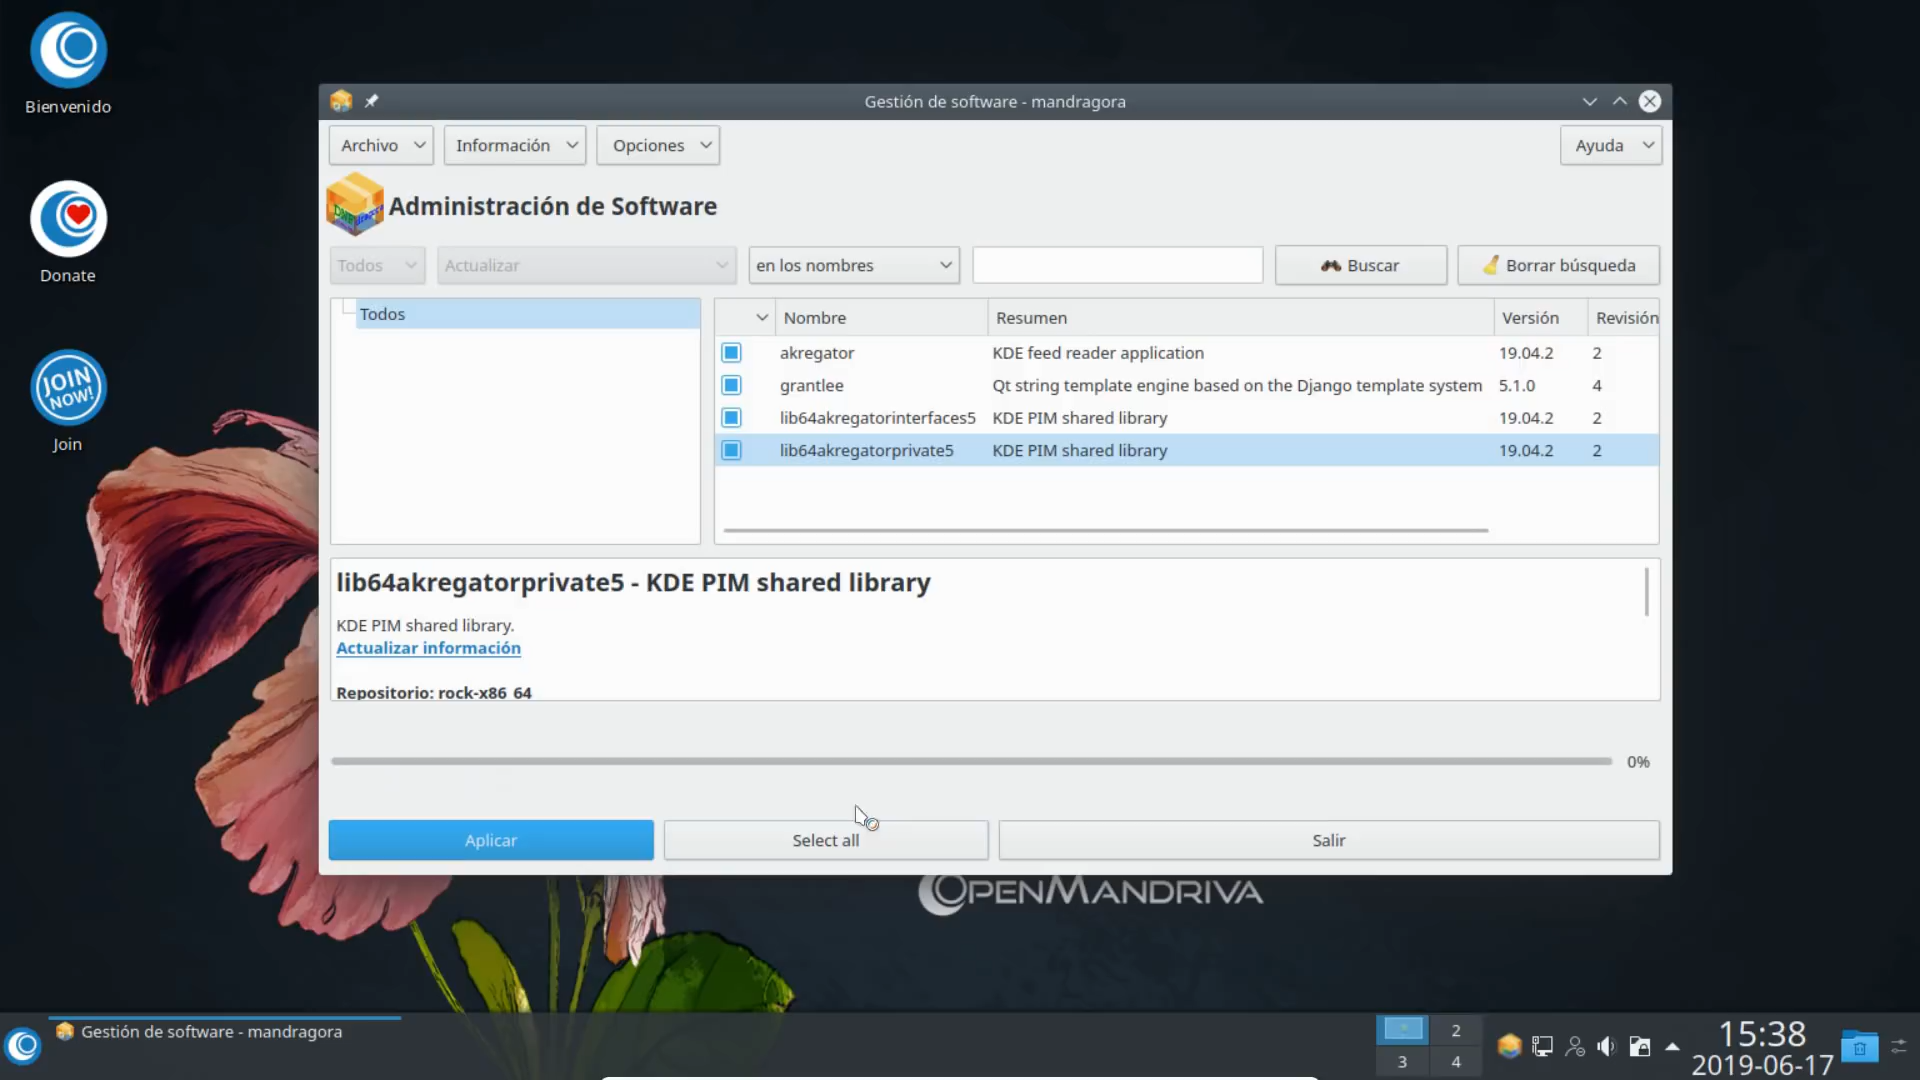 Bienvenido
Donate
JOIN
NOW!
Join
Gestión de software - mandragora
Archivo
Información
Opciones
Ayuda
Administración de Software
Todos
Actualizar
en los nombres
Buscar
Borrar búsqueda
Todos
Nombre Resumen Versión Revisión
akregator KDE feed reader application 19.04.2 2
grantlee Qt string template engine based on the Django template system 5.1.0 4
lib64akregatorinterfaces5 KDE PIM shared library 19.04.2 2
lib64akregatorprivate5 KDE PIM shared library 19.04.2 2
lib64akregatorprivate5 - KDE PIM shared library
KDE PIM shared library.
Actualizar información
Repositorio: rock-x86_64
0%
Aplicar
Select all
Salir
OPENMANDRIVA
Gestión de software - mandragora
2
3
4
15:38
2019-06-17